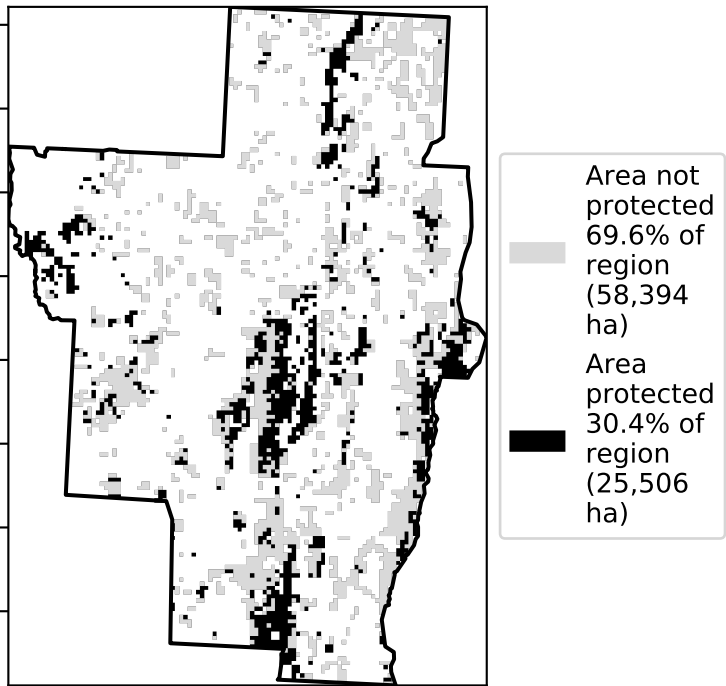 Area not
protected
69.6% of
region
(58,394
ha)
Area
protected
30.4% of
region
(25,506
ha)